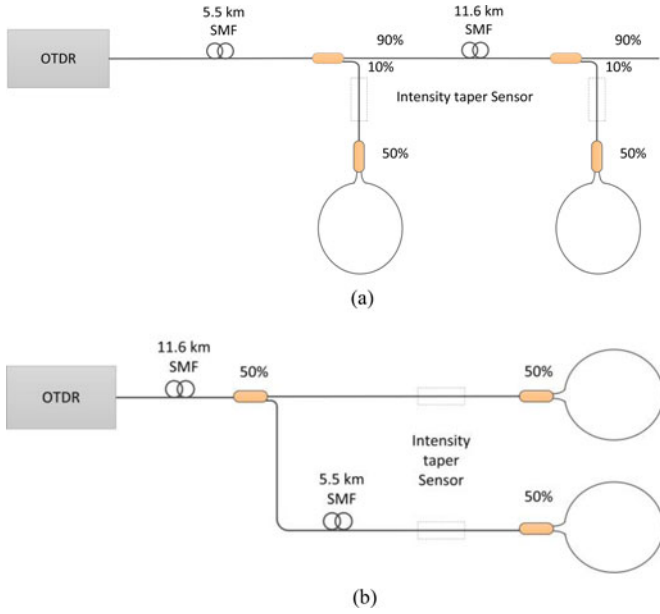 5.5 km
SMF
11.6 km
SMF
90%
90%
OTDR
10%
10%
Intensity taper Sensor
50%
50%
(a)
11.6 km
SMF
50%
50%
OTDR
Intensity
taper
Sensor
5.5 km
SMF
50%
(b)